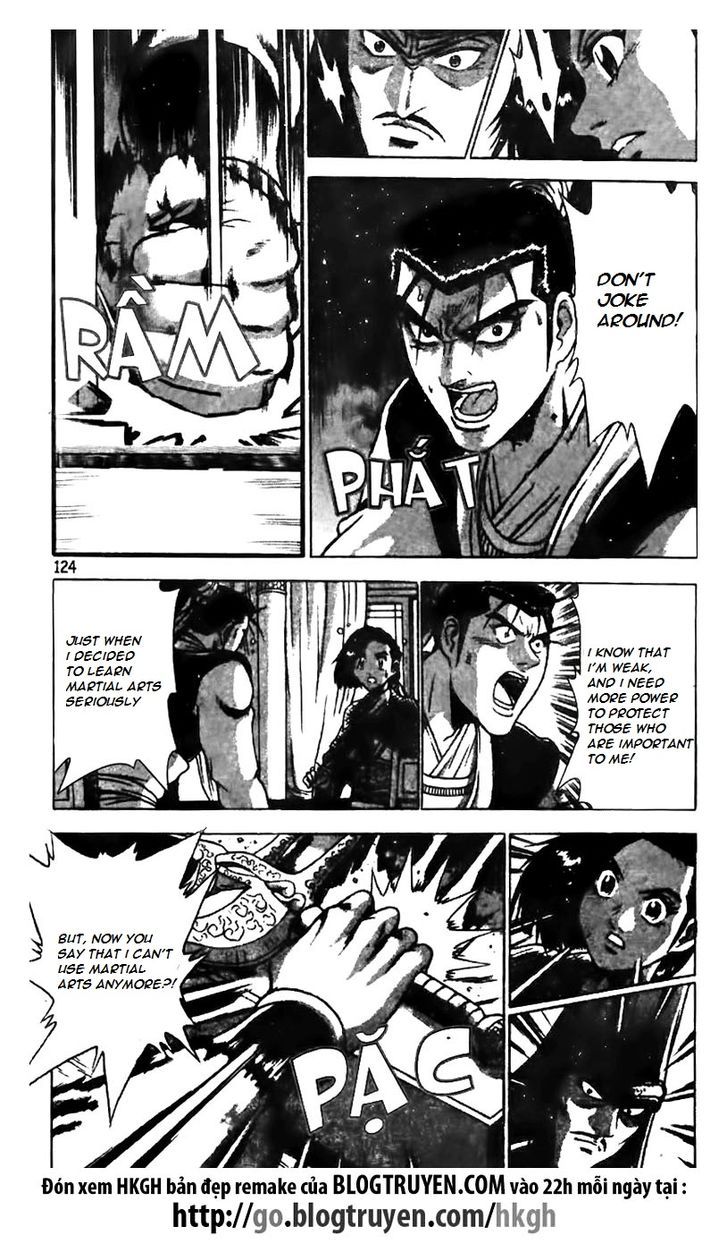 RẦM
DON'T
JOKE
AROUND!
PHẮT
124
JUST WHEN
I DECIDED
TO LEARN
MARTIAL ARTS
SERIOUSLY
I KNOW THAT
I'M WEAK,
AND I NEED
MORE POWER
TO PROTECT
THOSE WHO
ARE IMPORTANT
TO ME!
BUT, NOW YOU
SAY THAT I CAN'T
USE MARTIAL
ARTS ANYMORE?!
PẶC
Đón xem HKGH bản đẹp remake của BLOGTRUYEN.COM vào 22h mỗi ngày tại :
http://go.blogtruyen.com/hkgh